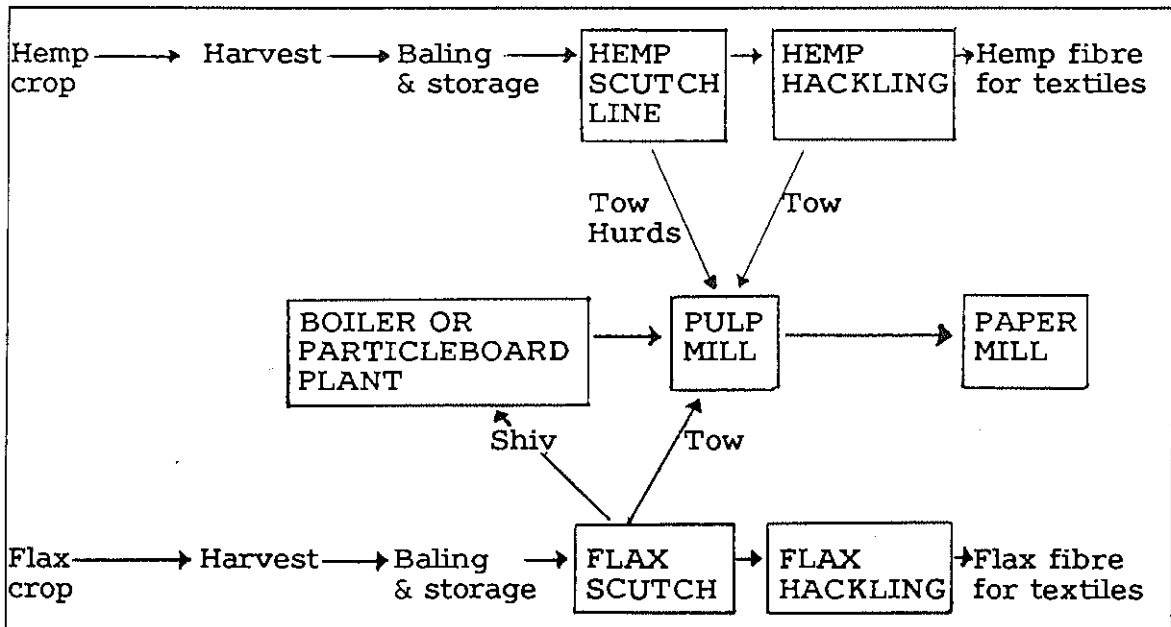 Hemp crop
Harvest
Baling & storage
HEMP SCUTCH LINE
HEMP HACKLING
Hemp fibre for textiles
Tow Hurds
Tow
BOILER OR PARTICLEBOARD PLANT
PULP MILL
PAPER MILL
Shiv
Tow
Flax crop
Harvest
Baling & storage
FLAX SCUTCH
FLAX HACKLING
Flax fibre for textiles